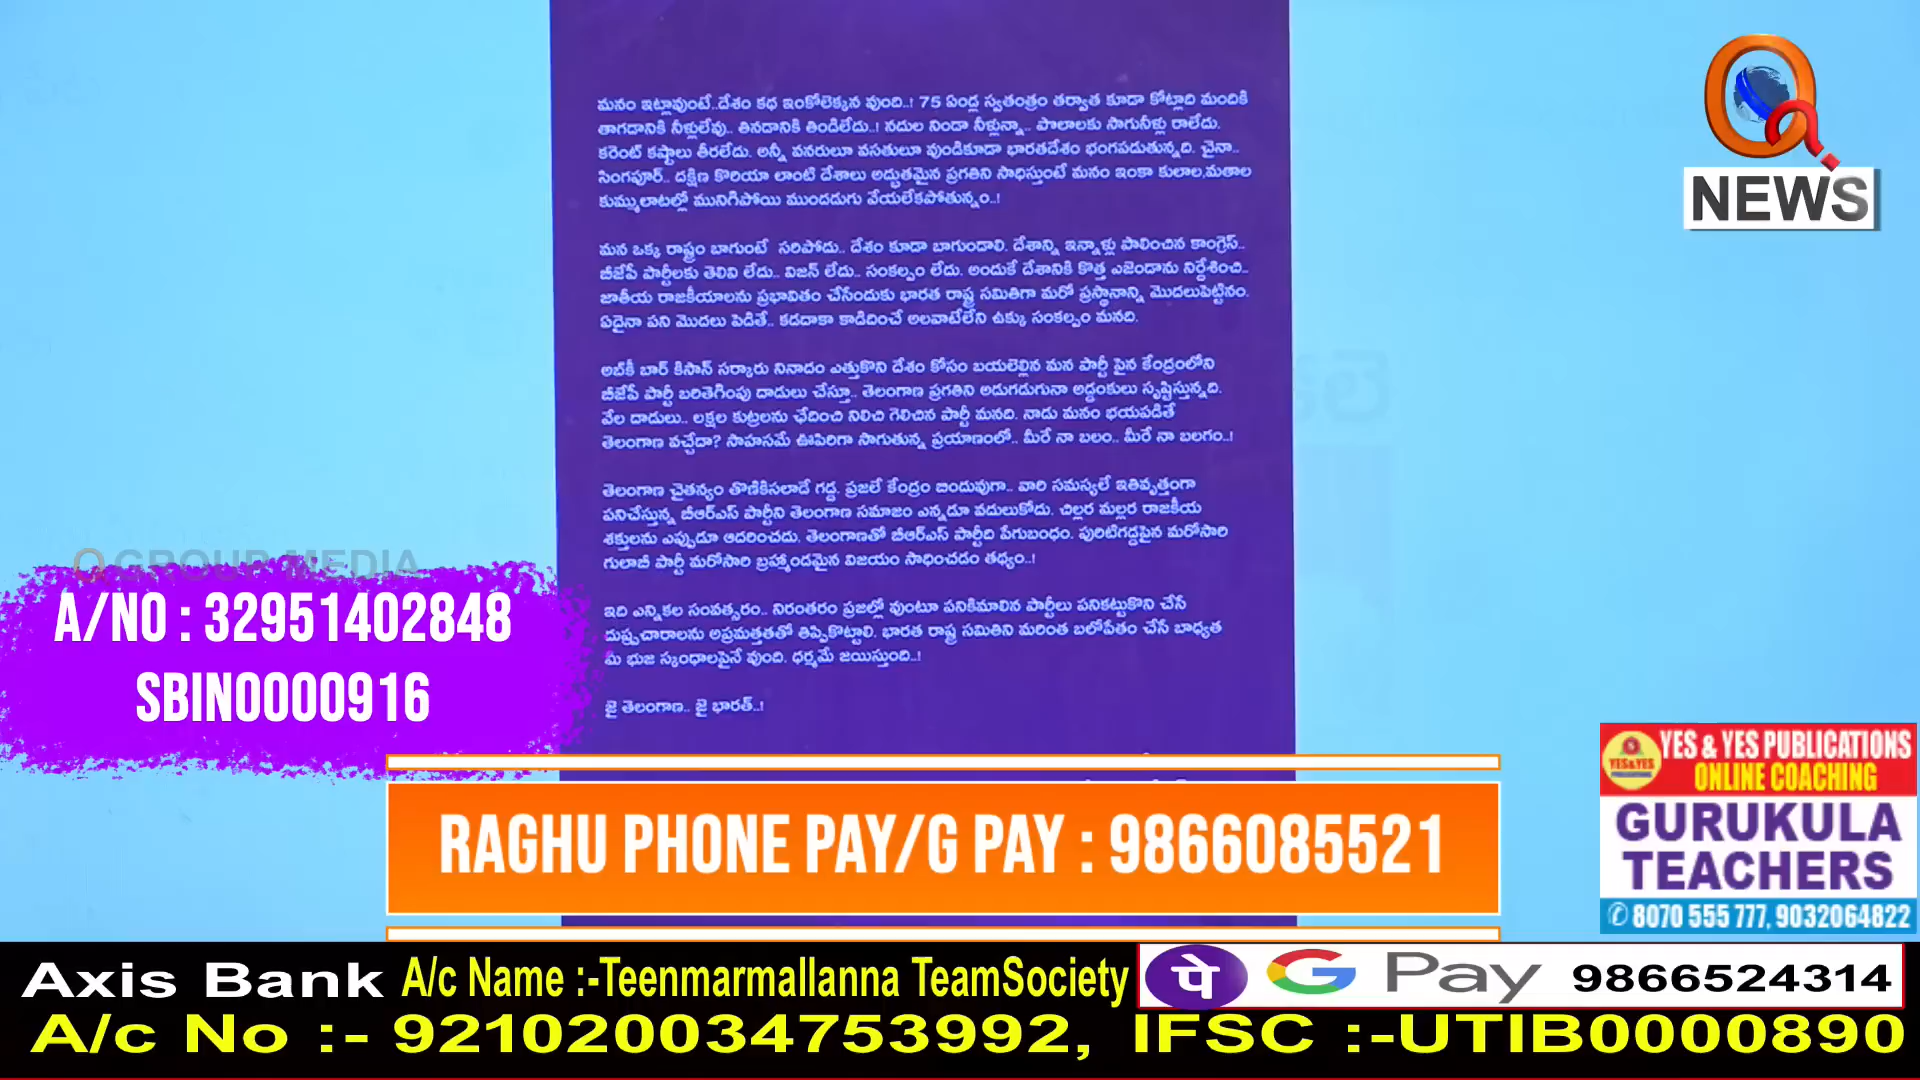 మనం ఇట్లావుంటే..దేశం కథ ఇంకోలెక్కన వుంది..! 75 ఏండ్ల స్వతంత్రం తర్వాత కూడా కోట్లాది మందికి
తాగడానికి నీళ్లులేవు.. తినడానికి తిండిలేదు..! నదుల నిండా నీళ్లున్నా.. పొలాలకు సాగునీళ్లు రాలేదు.
కరెంట్ కష్టాలు తీరలేదు. అన్నీ వనరులూ వసతులూ వుండికూడా భారతదేశం భంగపడుతున్నది. చైనా..
సింగపూర్.. దక్షిణ కొరియా లాంటి దేశాలు అద్భుతమైన ప్రగతిని సాధిస్తుంటే మనం ఇంకా కులాల,మతాల
కుమ్ములాటల్లో మునిగిపోయి ముందడుగు వేయలేకపోతున్నం..!
మన ఒక్క రాష్ట్రం బాగుంటే సరిపోదు.. దేశం కూడా బాగుండాలి. దేశాన్ని ఇన్నాళ్లు పాలించిన కాంగ్రెస్..
బీజేపీ పార్టీలకు తెలివి లేదు.. విజన్ లేదు.. సంకల్పం లేదు. అందుకే దేశానికి కొత్త ఎజెండాను నిర్దేశించి..
జాతీయ రాజకీయాలను ప్రభావితం చేసేందుకు భారత రాష్ట్ర సమితిగా మరో ప్రస్థానాన్ని మొదలుపెట్టినం.
ఏదైనా పని మొదలు పెడితే.. కడదాకా కాడిదించే అలవాటేలేని ఉక్కు సంకల్పం మనది.
అబ్‌కీ బార్ కిసాన్ సర్కారు నినాదం ఎత్తుకొని దేశం కోసం బయలెల్లిన మన పార్టీ పైన కేంద్రంలోని
బీజేపీ పార్టీ బరితెగింపు దాడులు చేస్తూ.. తెలంగాణ ప్రగతిని అడుగడుగునా అడ్డంకులు సృష్టిస్తున్నది.
వేల దాడులు.. లక్షల కుట్రలను ఛేదించి నిలిచి గెలిచిన పార్టీ మనది. నాడు మనం భయపడితే
తెలంగాణ వచ్చేదా? సాహసమే ఊపిరిగా సాగుతున్న ప్రయాణంలో.. మీరే నా బలం.. మీరే నా బలగం..!
తెలంగాణ చైతన్యం తొణికిసలాడే గడ్డ. ప్రజలే కేంద్రం బిందువుగా.. వారి సమస్యలే ఇతివృత్తంగా
పనిచేస్తున్న బీఆర్ఎస్ పార్టీని తెలంగాణ సమాజం ఎన్నడూ వదులుకోదు. చిల్లర మల్లర రాజకీయ
శక్తులను ఎప్పుడూ ఆదరించదు. తెలంగాణతో బీఆర్ఎస్ పార్టీది పేగుబంధం. పురిటిగడ్డపైన మరోసారి
గులాబీ పార్టీ మరోసారి బ్రహ్మాండమైన విజయం సాధించడం తథ్యం..!
ఇది ఎన్నికల సంవత్సరం.. నిరంతరం ప్రజల్లో వుంటూ పనికిమాలిన పార్టీలు పనికట్టుకొని చేసే
దుష్ప్రచారాలను అప్రమత్తతతో తిప్పికొట్టాలి. భారత రాష్ట్ర సమితిని మరింత బలోపేతం చేసే బాధ్యత
మీ భుజ స్కంధాలపైనే వుంది. ధర్మమే జయిస్తుంది..!
జై తెలంగాణ.. జై భారత్..!
Q NEWS
Q GROUP MEDIA
A/NO : 32951402848
SBIN0000916
RAGHU PHONE PAY/G PAY : 9866085521
YES & YES PUBLICATIONS
ONLINE COACHING
GURUKULA
TEACHERS
8070 555 777, 9032064822
Axis Bank A/c Name :-Teenmarmallanna TeamSociety
पे G Pay 9866524314
A/c No :- 921020034753992, IFSC :-UTIB0000890